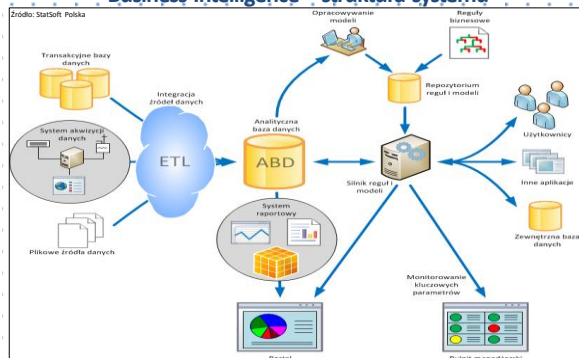 Business Intelligence - struktura systemu
Źródło: StatSoft Polska
Opracowywanie
modeli
Reguły
biznesowe
Transakcyjne bazy
danych
Integracja
źródeł danych
Repozytorium
reguł i modeli
Analityczna
baza danych
System akwizycji
danych
Użytkownicy
ETL
ABD
Silnik reguł i
modeli
Inne aplikacje
System
raportowy
Plikowe źródła danych
Zewnętrzna baza
danych
Monitorowanie
kluczowych
parametrów
Portal
Pulpit menadżerski